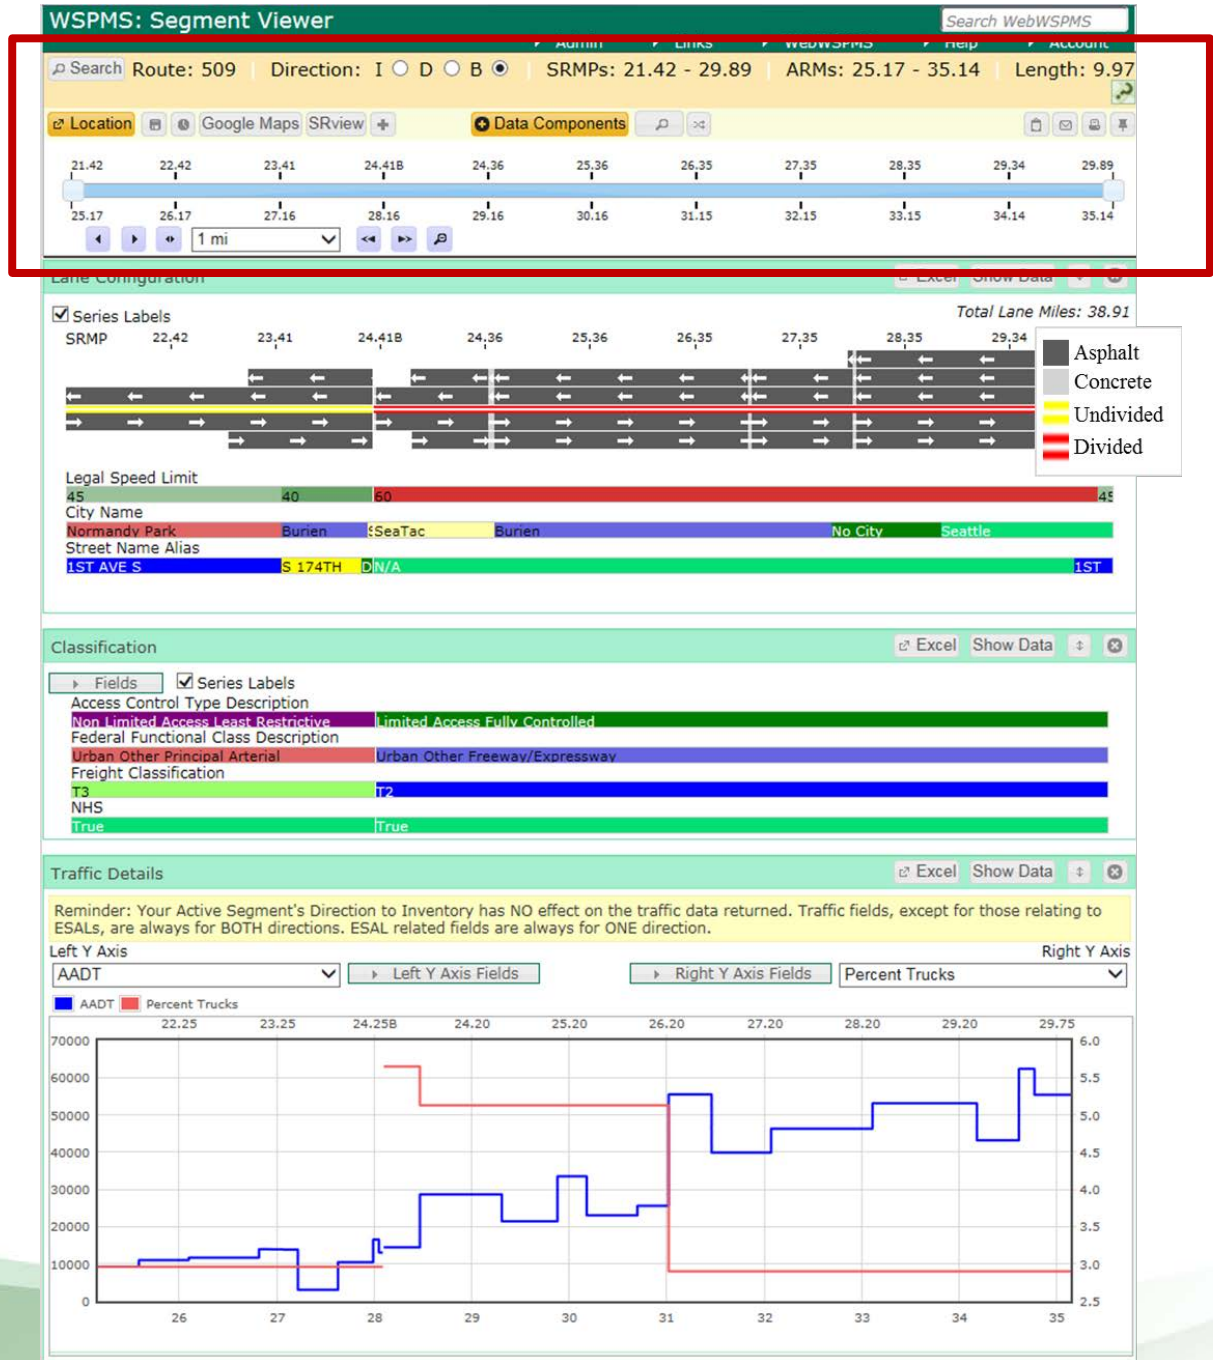 WSPMS: Segment Viewer
Search WebWSPMS
Admin Links WebWSPMS Help Account
Search Route: 509 Direction: I D B SRMPs: 21.42 - 29.89 ARMs: 25.17 - 35.14 Length: 9.97
Location Google Maps SRview Data Components
21.42 22.42 23.41 24.41B 24.36 25.36 26.35 27.35 28.35 29.34 29.89
25.17 26.17 27.16 28.16 29.16 30.16 31.15 32.15 33.15 34.14 35.14
1 mi
Lane Configuration Excel Show Data
Series Labels Total Lane Miles: 38.91
SRMP 22.42 23.41 24.41B 24.36 25.36 26.35 27.35 28.35 29.34
Asphalt
Concrete
Undivided
Divided
Legal Speed Limit
45 40 60 45
City Name
Normandy Park Burien SeaTac Burien No City Seattle
Street Name Alias
1ST AVE S S 174TH D N/A 1ST
Classification Excel Show Data
Fields Series Labels
Access Control Type Description
Non Limited Access Least Restrictive Limited Access Fully Controlled
Federal Functional Class Description
Urban Other Principal Arterial Urban Other Freeway/Expressway
Freight Classification
T3 T2
NHS
True True
Traffic Details Excel Show Data
Reminder: Your Active Segment's Direction to Inventory has NO effect on the traffic data returned. Traffic fields, except for those relating to
ESALs, are always for BOTH directions. ESAL related fields are always for ONE direction.
Left Y Axis Right Y Axis
AADT Left Y Axis Fields Right Y Axis Fields Percent Trucks
AADT Percent Trucks
22.25 23.25 24.25B 24.20 25.20 26.20 27.20 28.20 29.20 29.75
70000 6.0
60000 5.5
50000 5.0
40000 4.5
30000 4.0
20000 3.5
10000 3.0
0 2.5
26 27 28 29 30 31 32 33 34 35